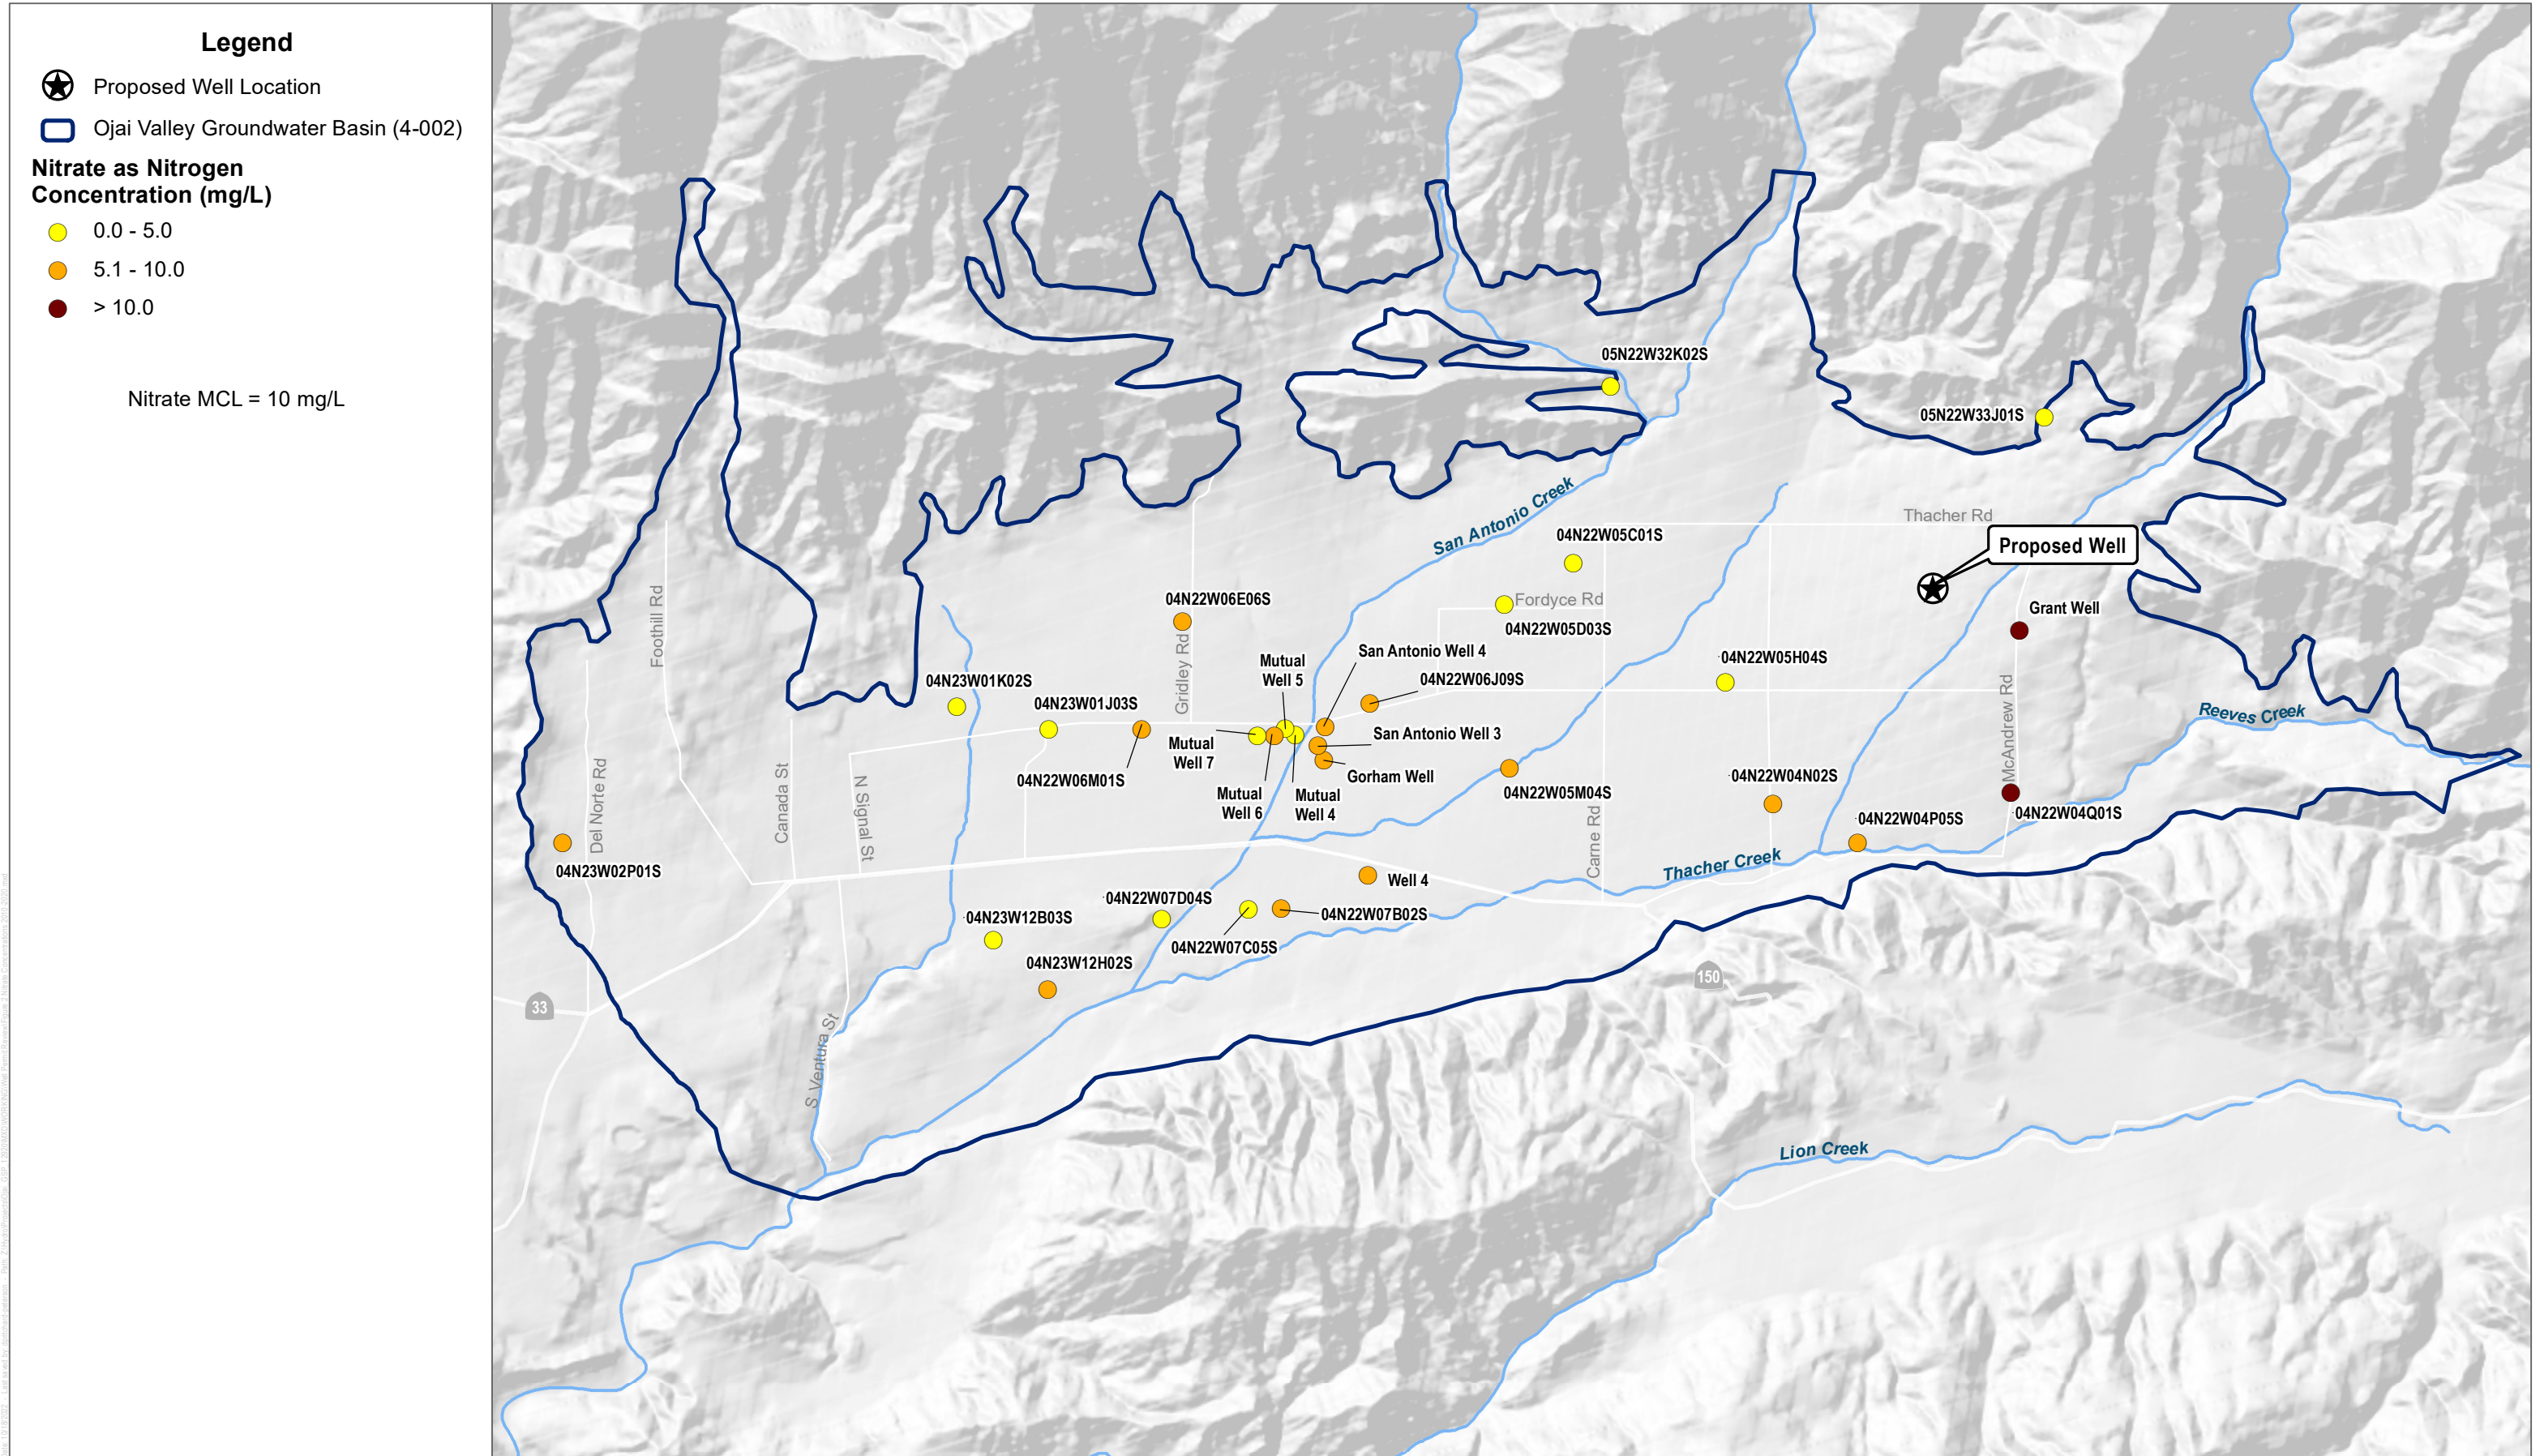 Legend
Proposed Well Location
Ojai Valley Groundwater Basin (4-002)
Nitrate as Nitrogen
Concentration (mg/L)
0.0 - 5.0
5.1 - 10.0
> 10.0
Nitrate MCL = 10 mg/L
05N22W32K02S
05N22W33J01S
San Antonio Creek
Thacher Rd
04N22W05C01S
Proposed Well
Foothill Rd
04N22W06E06S
Fordyce Rd
04N22W05D03S
Grant Well
Gridley Rd
Mutual
Well 5
San Antonio Well 4
04N22W05H04S
04N23W01K02S
04N22W06J09S
04N23W01J03S
McAndrew Rd
Reeves Creek
Mutual
Well 7
San Antonio Well 3
04N22W06M01S
Gorham Well
04N22W04N02S
Del Norte Rd
Canada St
N Signal St
Mutual
Well 6
Mutual
Well 4
04N22W05M04S
04N22W04P05S
04N22W04Q01S
Carne Rd
Thacher Creek
04N23W02P01S
Well 4
04N22W07D04S
04N23W12B03S
04N22W07B02S
04N22W07C05S
04N23W12H02S
150
33
S Ventura St
Lion Creek